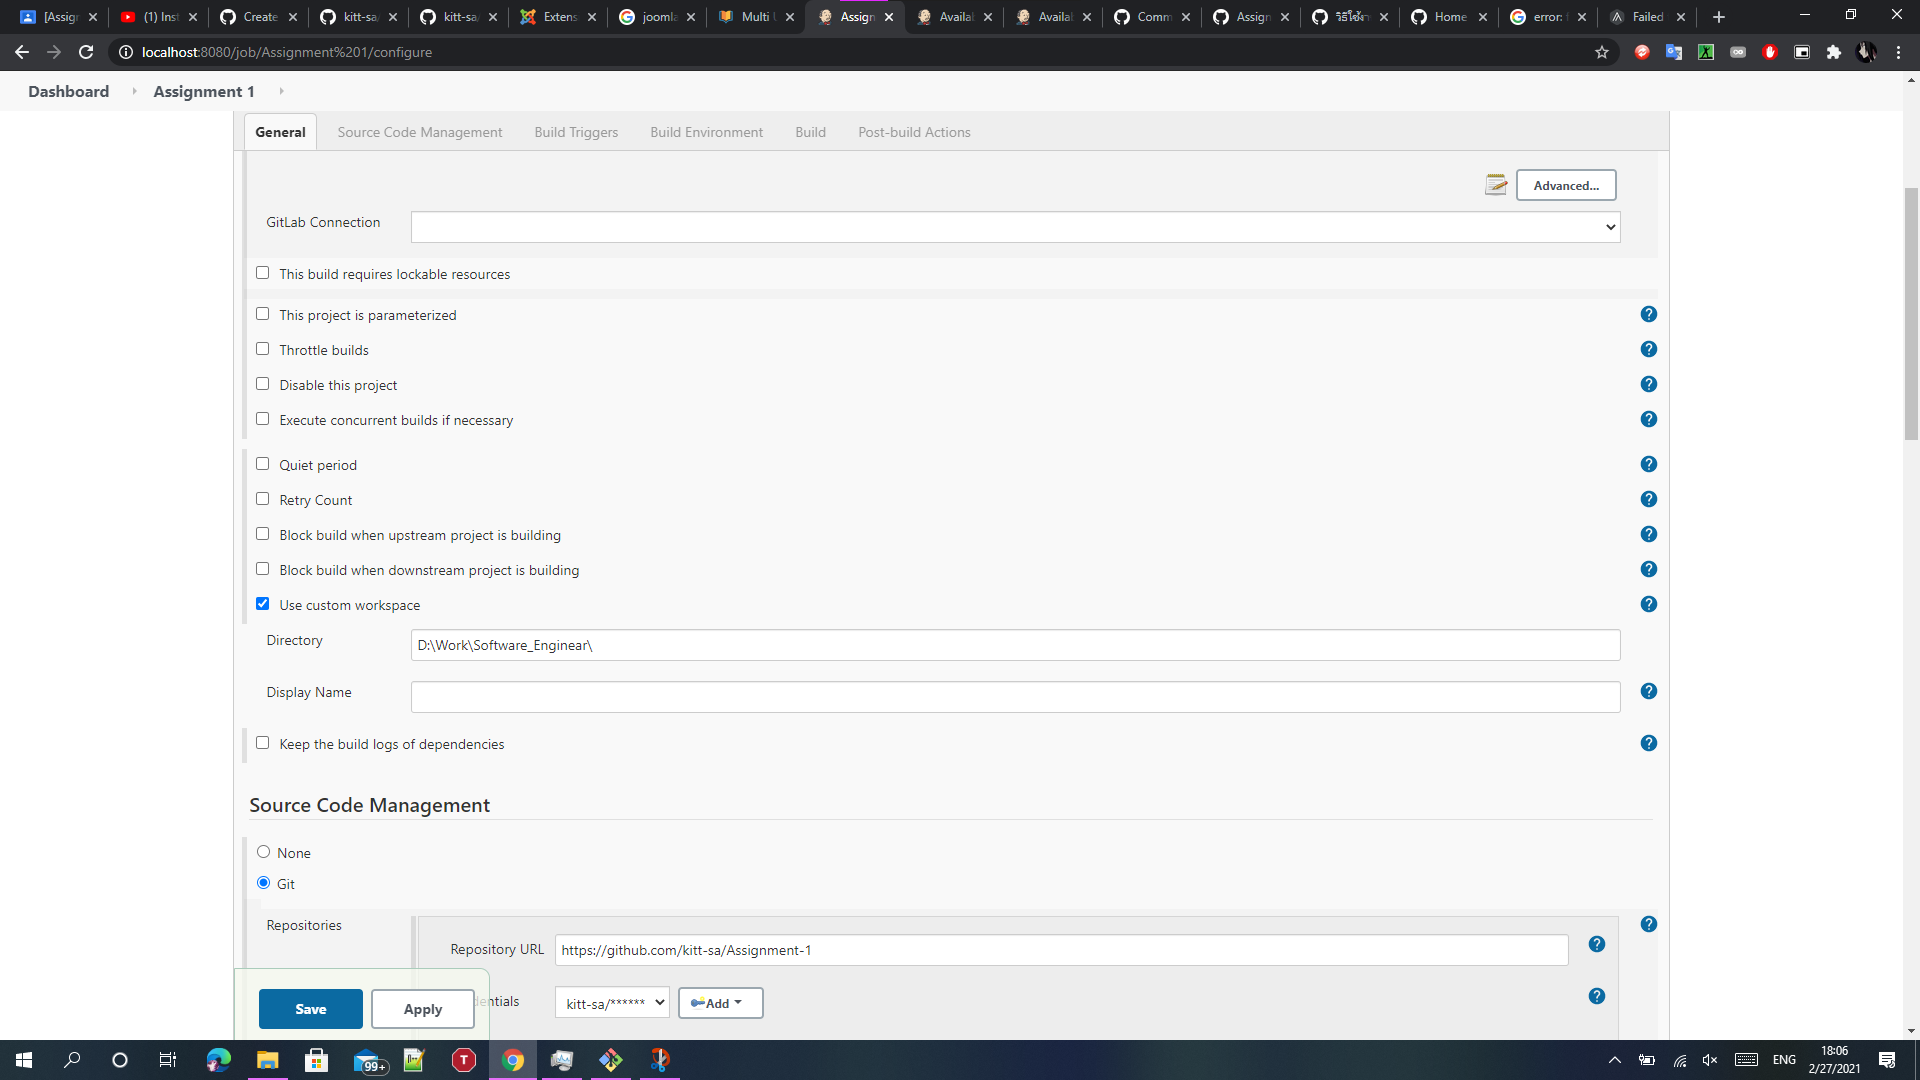 [Assign
(1) Inst
Create
kitt-sa/
kitt-sa/
Extens
joomla
Multi
Assign
Availab
Availab
Comm
Assign
วิธีใช้งา
Home
error:
Failed
localhost:8080/job/Assignment%201/configure
Dashboard
Assignment 1
General
Source Code Management
Build Triggers
Build Environment
Build
Post-build Actions
Advanced...
GitLab Connection
This build requires lockable resources
This project is parameterized
Throttle builds
Disable this project
Execute concurrent builds if necessary
Quiet period
Retry Count
Block build when upstream project is building
Block build when downstream project is building
Use custom workspace
Directory
D:\Work\Software_Enginear\
Display Name
Keep the build logs of dependencies
Source Code Management
None
Git
Repositories
Repository URL
https://github.com/kitt-sa/Assignment-1
entials
kitt-sa/******
Add
Save
Apply
99+
T
ENG
18:06
2/27/2021